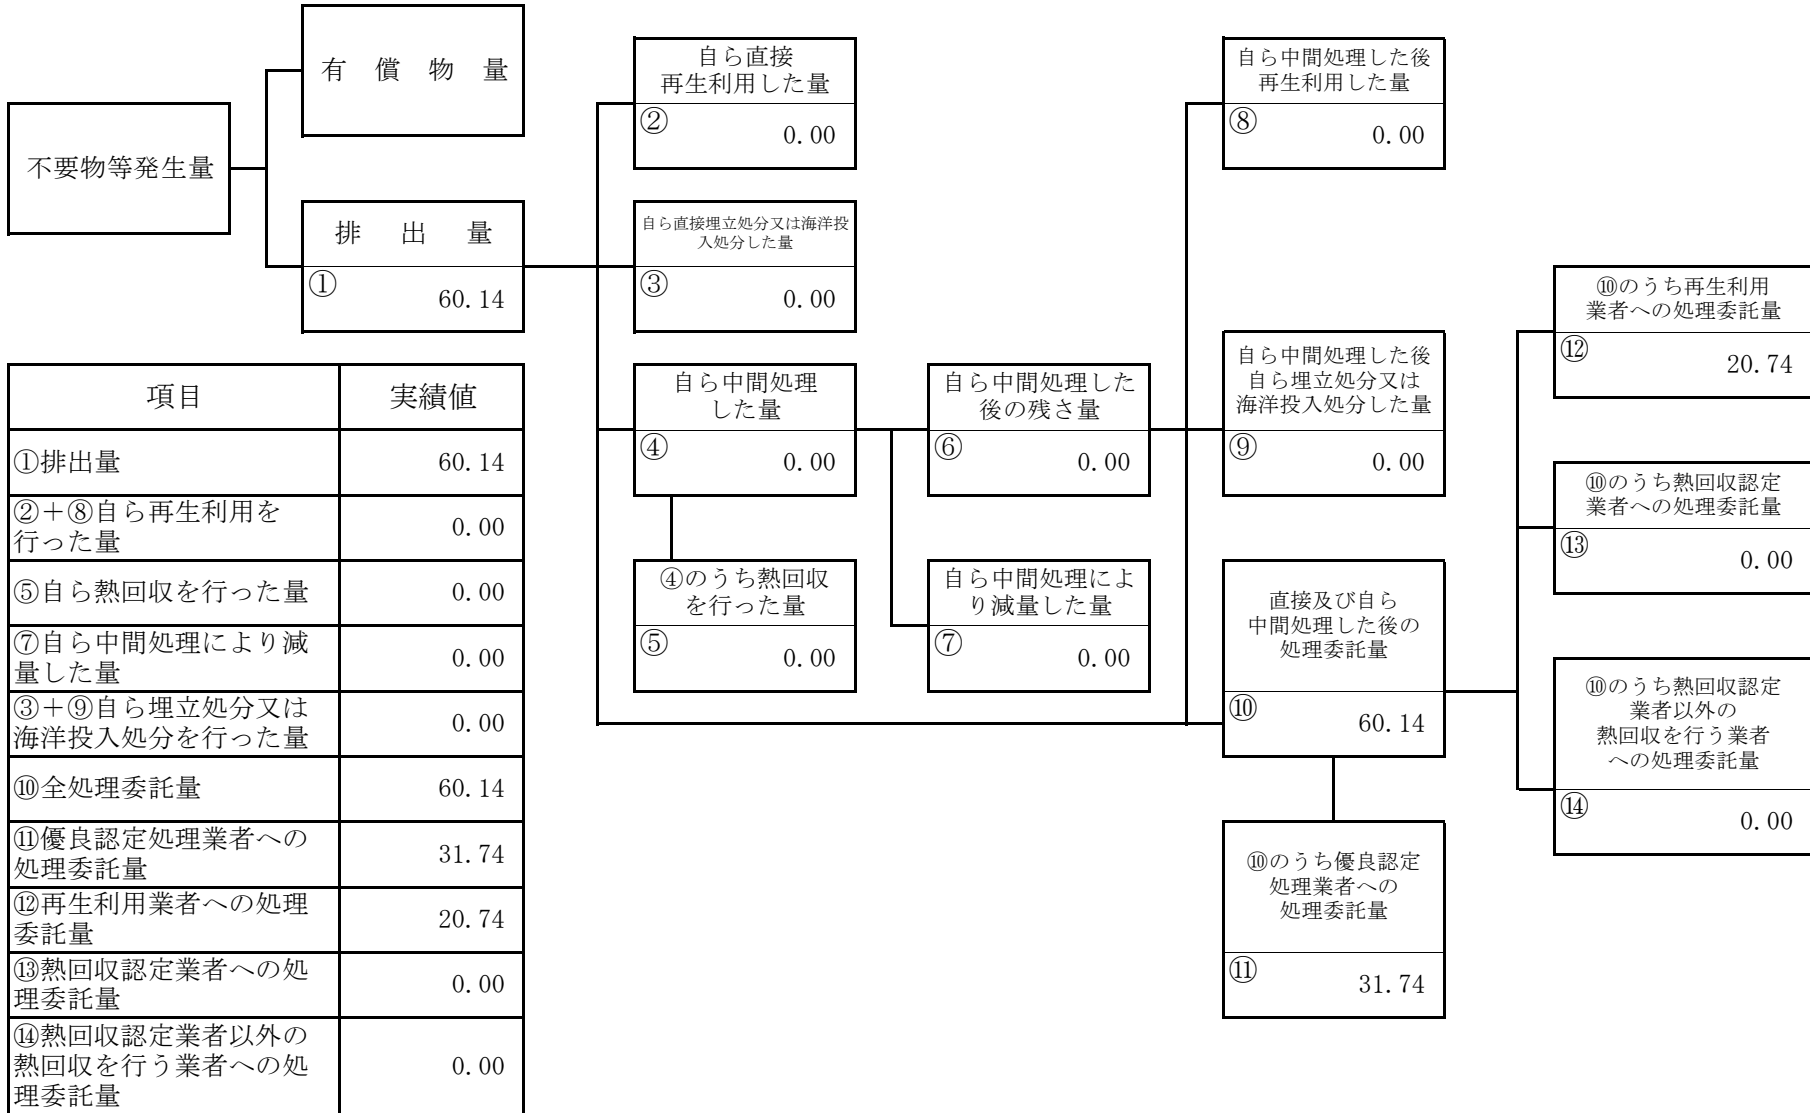 有 償 物 量
不要物等発生量
排 出 量
①
60.14
自ら直接
再生利用した量
②
0.00
自ら直接埋立処分又は海洋投
入処分した量
③
0.00
自ら中間処理
した量
④
0.00
④のうち熱回収
を行った量
⑤
0.00
自ら中間処理した
後の残さ量
⑥
0.00
自ら中間処理によ
り減量した量
⑦
0.00
自ら中間処理した後
再生利用した量
⑧
0.00
自ら中間処理した後
自ら埋立処分又は
海洋投入処分した量
⑨
0.00
直接及び自ら
中間処理した後の
処理委託量
⑩
60.14
⑩のうち優良認定
処理業者への
処理委託量
⑪
31.74
⑩のうち再生利用
業者への処理委託量
⑫
20.74
⑩のうち熱回収認定
業者への処理委託量
⑬
0.00
⑩のうち熱回収認定
業者以外の
熱回収を行う業者
への処理委託量
⑭
0.00
項目 実績値
①排出量 60.14
②+⑧自ら再生利用を
行った量
0.00
⑤自ら熱回収を行った量 0.00
⑦自ら中間処理により減
量した量
0.00
③+⑨自ら埋立処分又は
海洋投入処分を行った量
0.00
⑩全処理委託量 60.14
⑪優良認定処理業者への
処理委託量
31.74
⑫再生利用業者への処理
委託量
20.74
⑬熱回収認定業者への処
理委託量
0.00
⑭熱回収認定業者以外の
熱回収を行う業者への処
理委託量
0.00